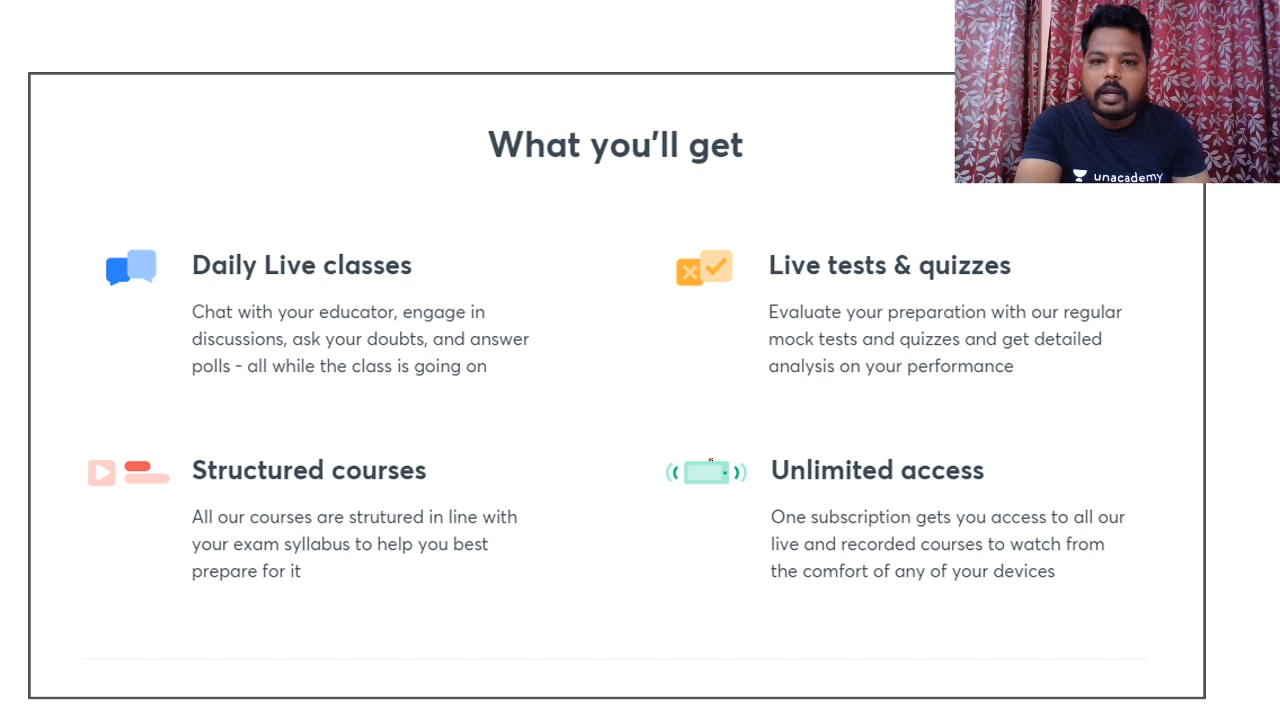 What you'll get
unacademy
Daily Live classes
Chat with your educator, engage in
discussions, ask your doubts, and answer
polls - all while the class is going on
Live tests & quizzes
Evaluate your preparation with our regular
mock tests and quizzes and get detailed
analysis on your performance
Structured courses
All our courses are strutured in line with
your exam syllabus to help you best
prepare for it
Unlimited access
One subscription gets you access to all our
live and recorded courses to watch from
the comfort of any of your devices